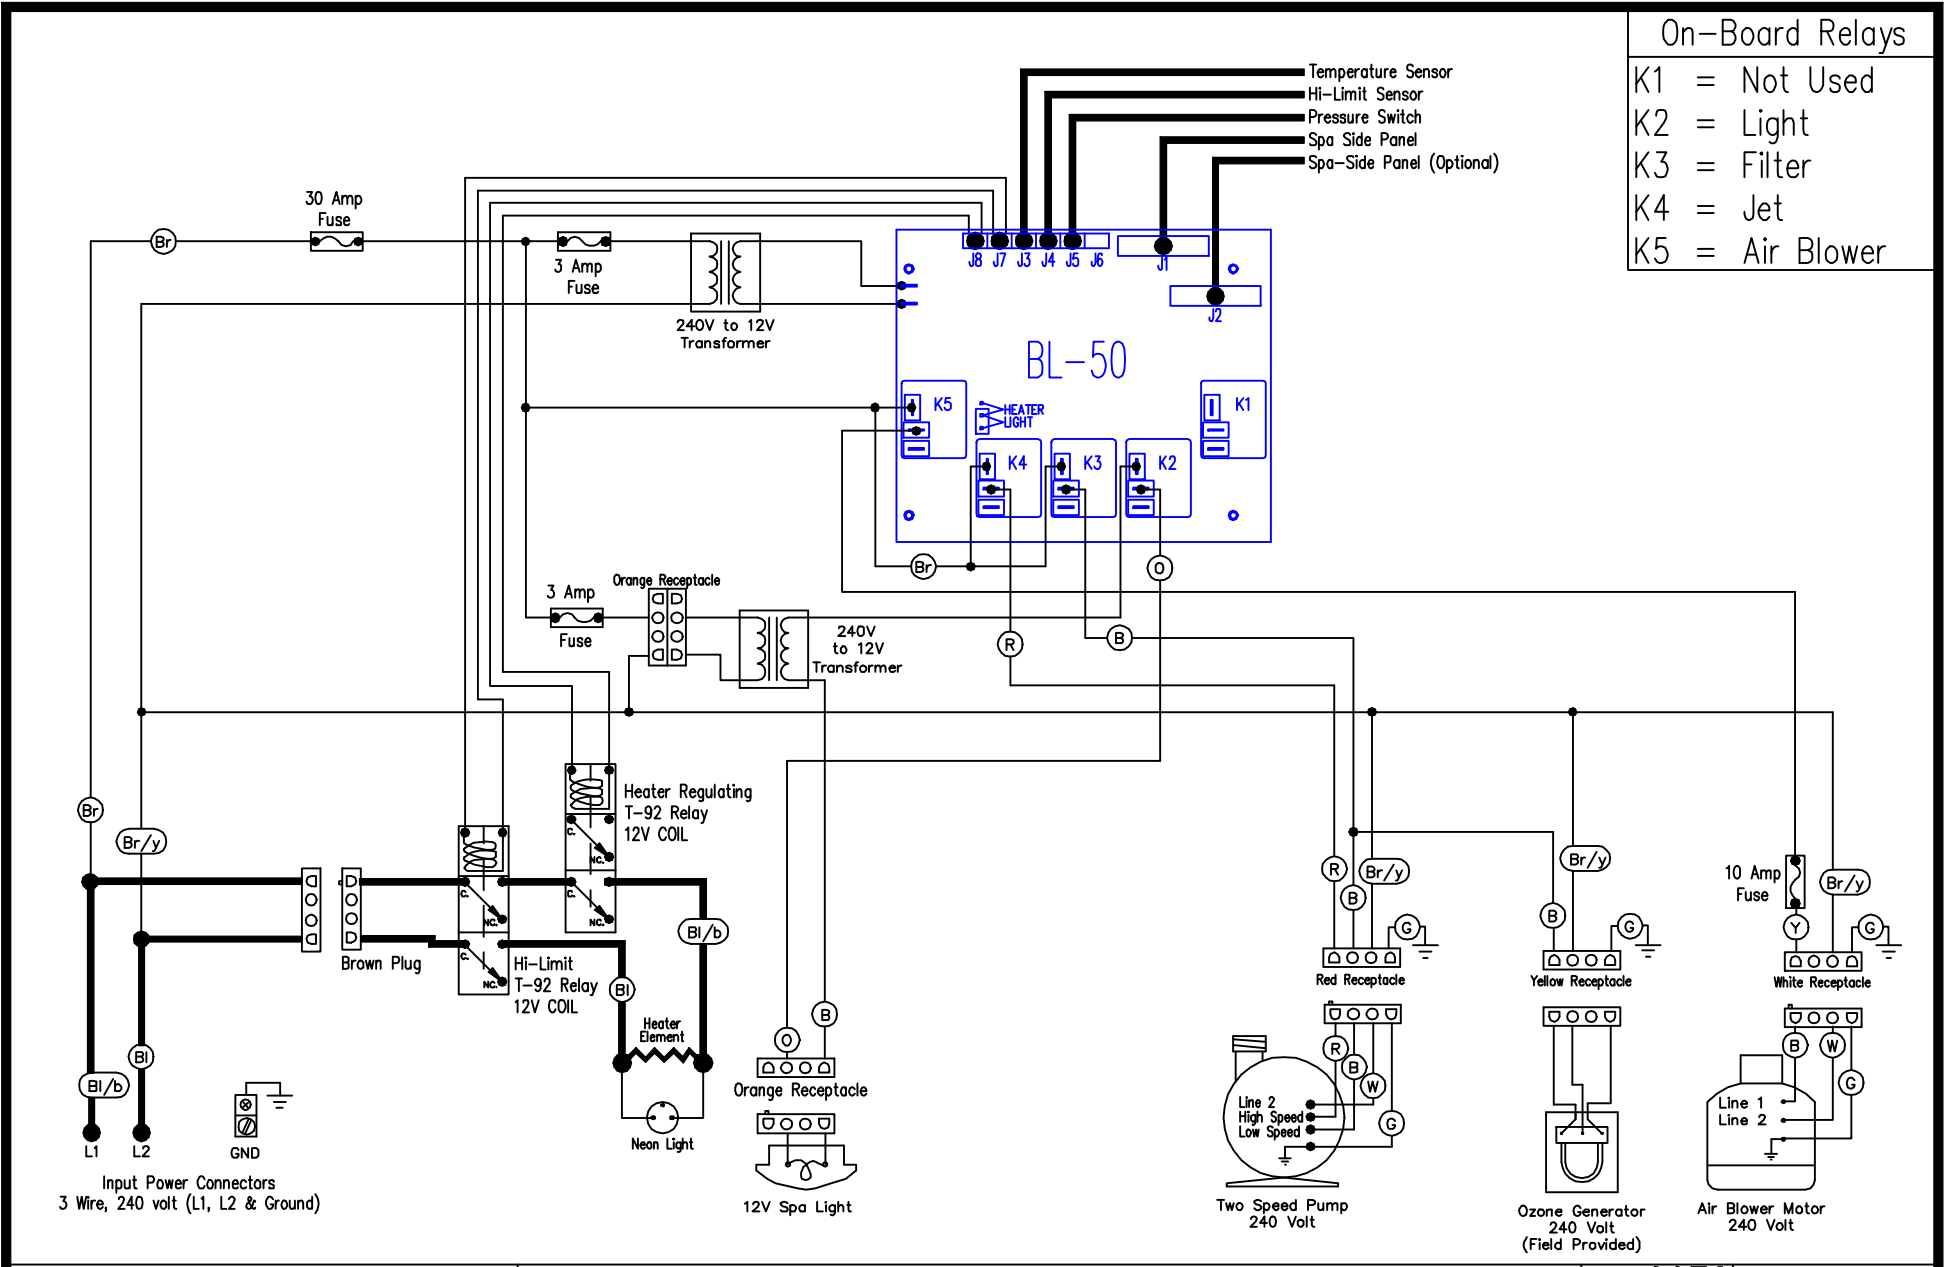 On-Board Relays
K1 = Not Used
K2 = Light
K3 = Filter
K4 = Jet
K5 = Air Blower
Temperature Sensor
Hi-Limit Sensor
Pressure Switch
Spa Side Panel
Spa-Side Panel (Optional)
30 Amp
Fuse
Br
3 Amp
Fuse
240V to 12V
Transformer
J8 J7 J3 J4 J5 J6
J1
J2
BL-50
K5
HEATER
LIGHT
K1
K4
K3
K2
Br
O
3 Amp
Fuse
Orange Receptacle
240V
to 12V
Transformer
R
B
Br
Br/y
Heater Regulating
T-92 Relay
12V COIL
C.
NC.
C.
NC.
C.
NC.
C.
NC.
Brown Plug
Hi-Limit
T-92 Relay
12V COIL
Bl/b
Bl
Heater
Element
Neon Light
Bl/b
Bl
L1
L2
GND
Input Power Connectors
3 Wire, 240 volt (L1, L2 & Ground)
O
B
Orange Receptacle
12V Spa Light
R
B
Br/y
G
Red Receptacle
R
B
W
G
Line 2
High Speed
Low Speed
Two Speed Pump
240 Volt
Br/y
B
G
Yellow Receptacle
Ozone Generator
240 Volt
(Field Provided)
10 Amp
Fuse
Br/y
Y
G
White Receptacle
B
W
G
Line 1
Line 2
Air Blower Motor
240 Volt